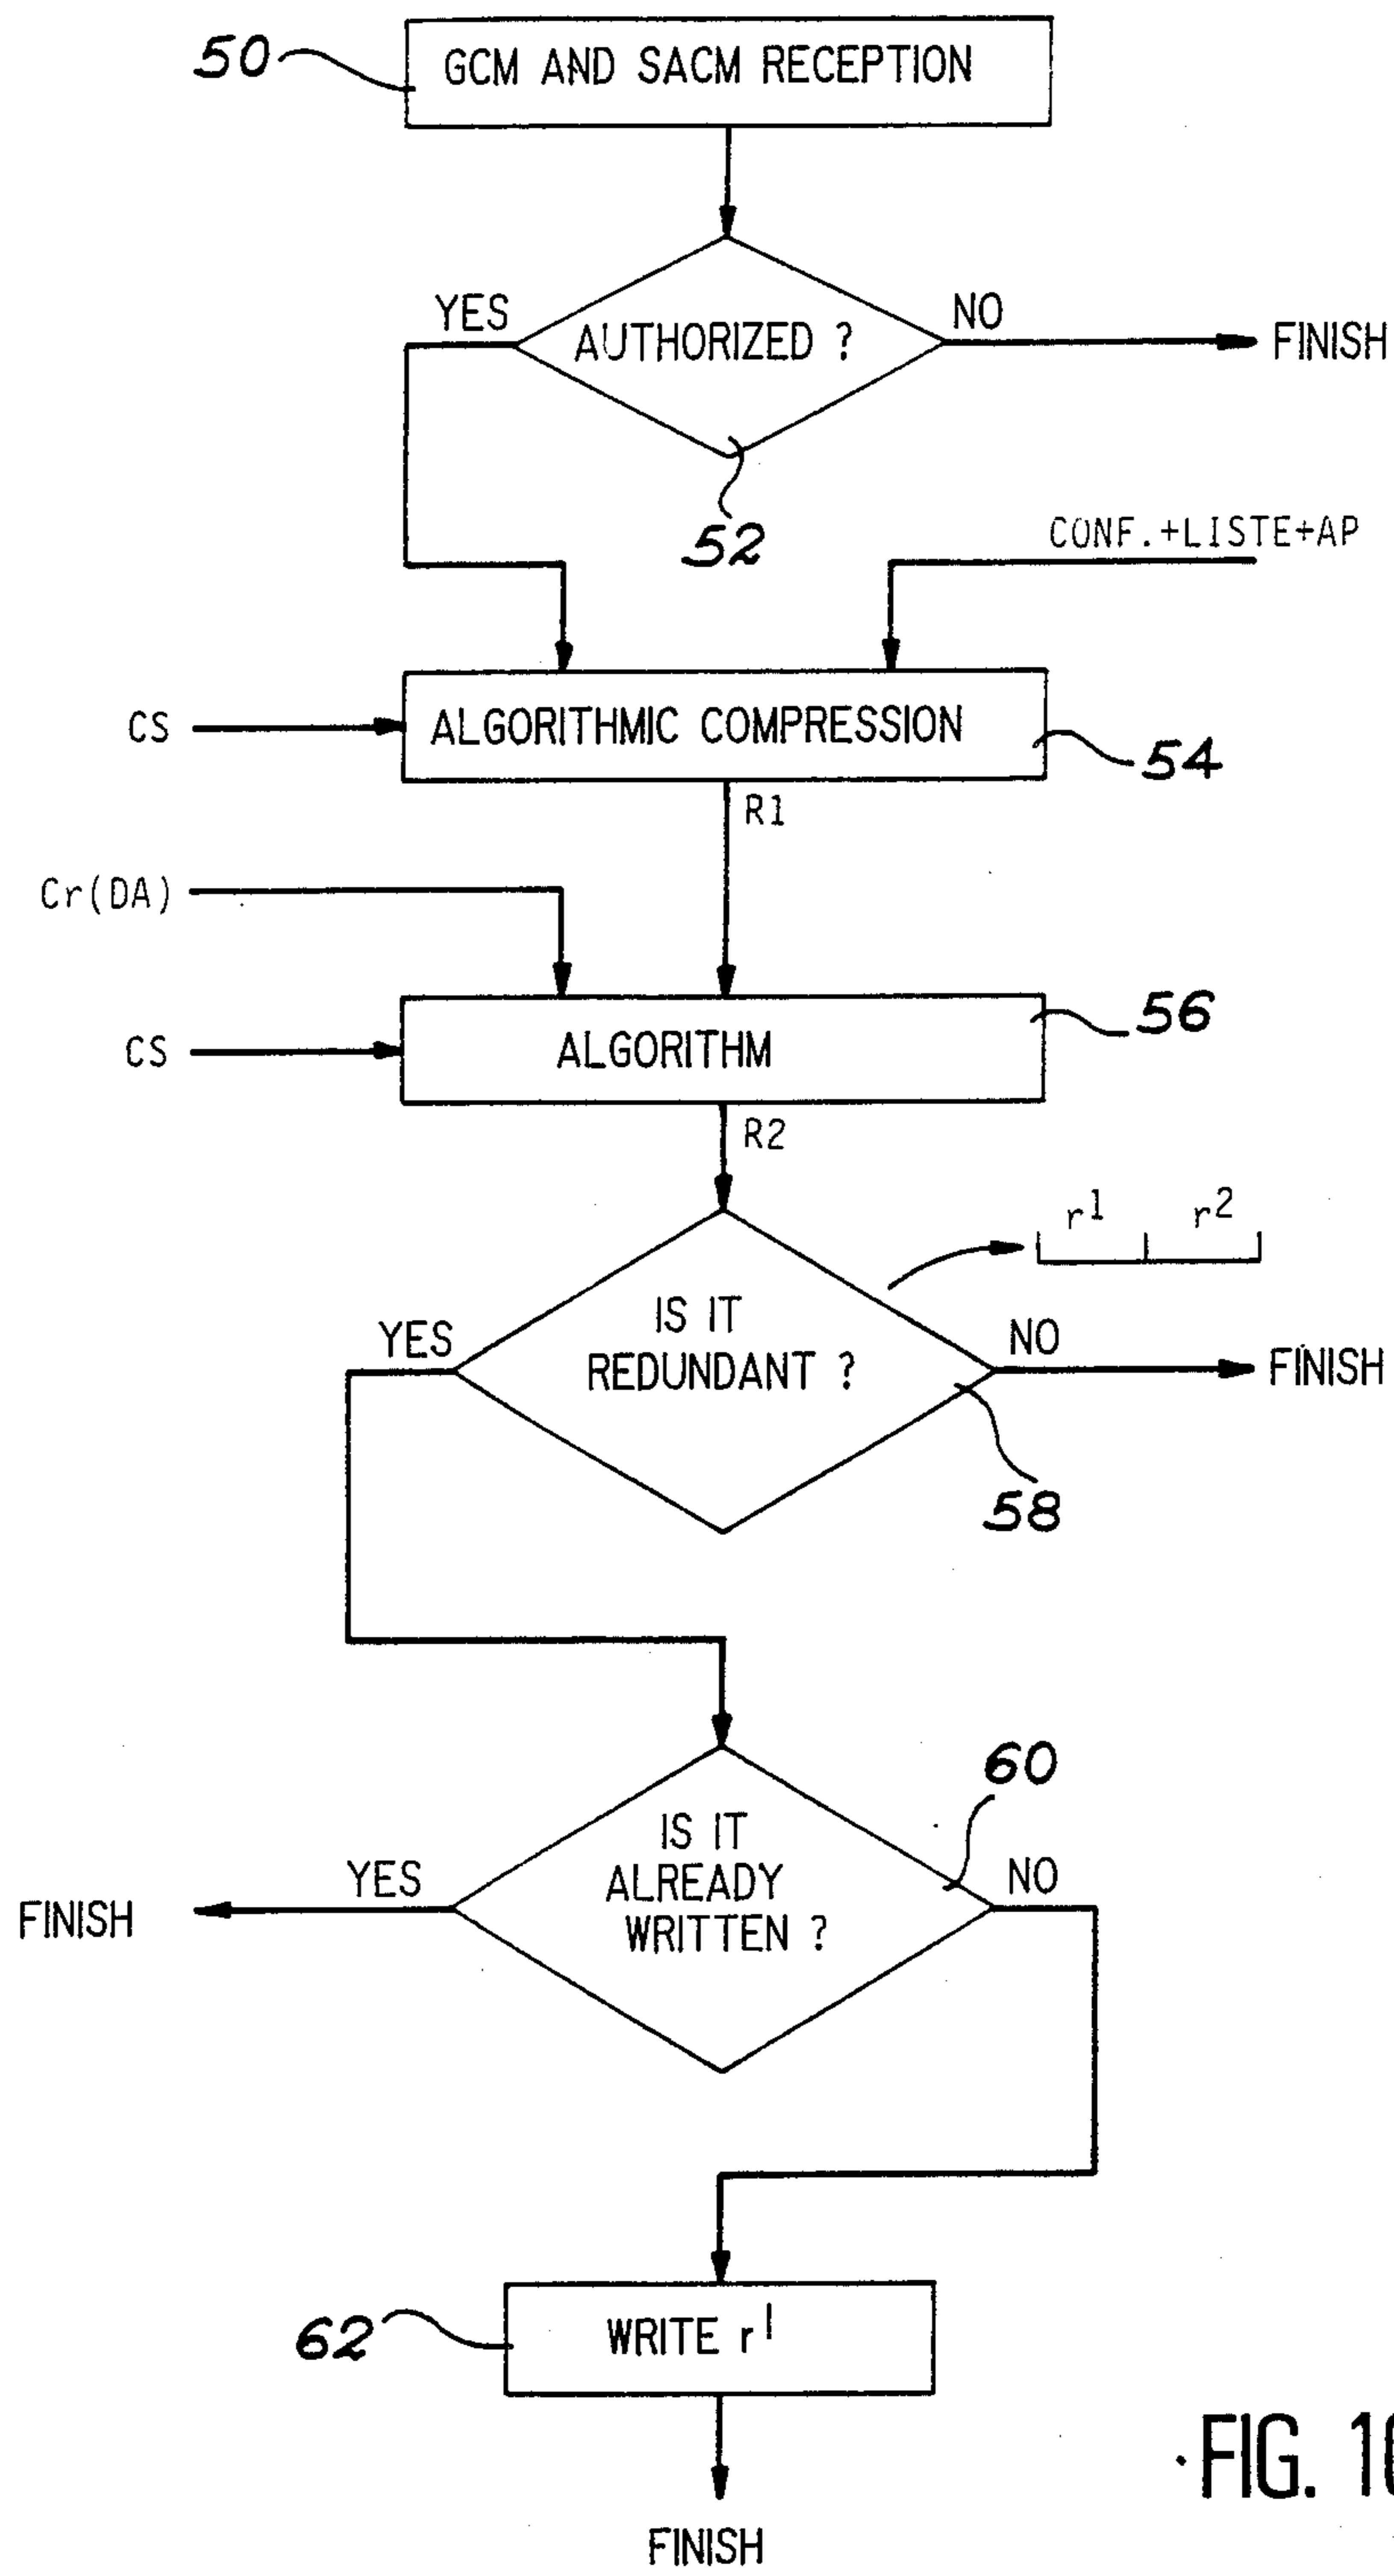 50
GCM AND SACM RECEPTION
YES
AUTHORIZED ?
NO
FINISH
52
CONF.+LISTE+AP
CS
ALGORITHMIC COMPRESSION
54
R1
Cr(DA)
56
CS
ALGORITHM
R2
r1 r2
YES
IS IT
REDUNDANT ?
NO
FINISH
58
60
IS IT
ALREADY
WRITTEN ?
YES
NO
FINISH
62
WRITE r1
FINISH
FIG.